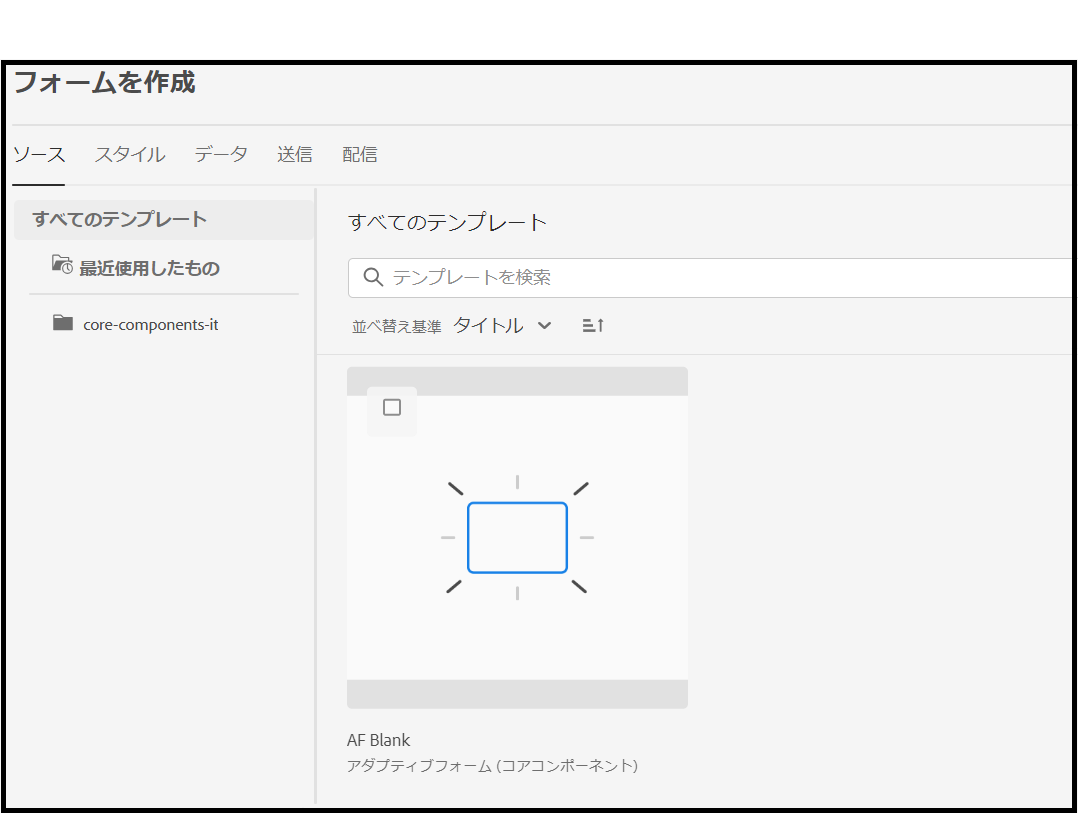 フォームを作成
ソース スタイル データ 送信 配信
すべてのテンプレート
最近使用したもの
core-components-it
すべてのテンプレート
テンプレートを検索
並べ替え基準 タイトル
AF Blank
アダプティブフォーム (コアコンポーネント)